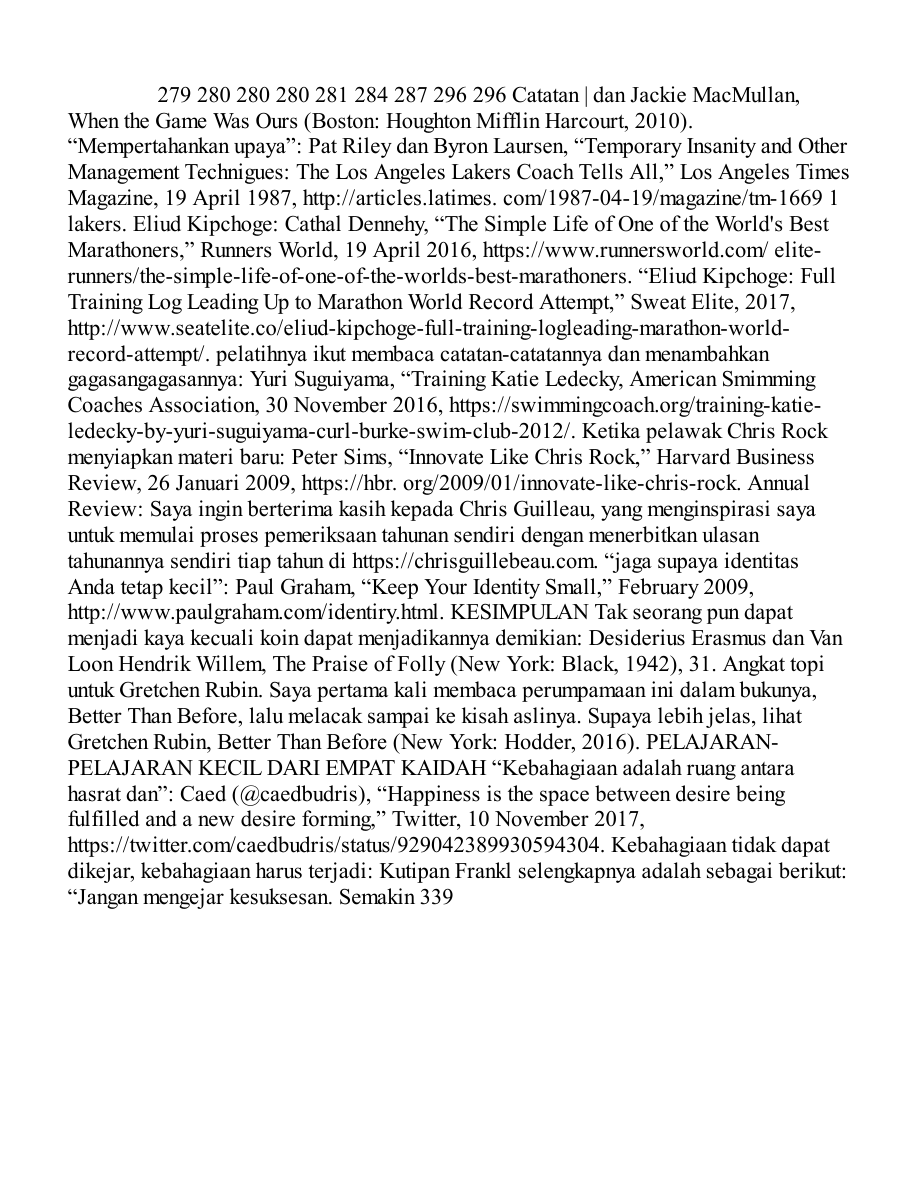 279 280 280 280 281 284 287 296 296 Catatan | dan Jackie MacMullan,
When the Game Was Ours (Boston: Houghton Mifflin Harcourt, 2010).
“Mempertahankan upaya”: Pat Riley dan Byron Laursen, “Temporary Insanity and Other
Management Technigues: The Los Angeles Lakers Coach Tells All,” Los Angeles Times
Magazine, 19 April 1987, http://articles.latimes. com/1987-04-19/magazine/tm-1669 1
lakers. Eliud Kipchoge: Cathal Dennehy, “The Simple Life of One of the World's Best
Marathoners,” Runners World, 19 April 2016, https://www.runnersworld.com/ elite-
runners/the-simple-life-of-one-of-the-worlds-best-marathoners. “Eliud Kipchoge: Full
Training Log Leading Up to Marathon World Record Attempt,” Sweat Elite, 2017,
http://www.seatelite.co/eliud-kipchoge-full-training-logleading-marathon-world-
record-attempt/. pelatihnya ikut membaca catatan-catatannya dan menambahkan
gagasangagasannya: Yuri Suguiyama, “Training Katie Ledecky, American Smimming
Coaches Association, 30 November 2016, https://swimmingcoach.org/training-katie-
ledecky-by-yuri-suguiyama-curl-burke-swim-club-2012/. Ketika pelawak Chris Rock
menyiapkan materi baru: Peter Sims, “Innovate Like Chris Rock,” Harvard Business
Review, 26 Januari 2009, https://hbr. org/2009/01/innovate-like-chris-rock. Annual
Review: Saya ingin berterima kasih kepada Chris Guilleau, yang menginspirasi saya
untuk memulai proses pemeriksaan tahunan sendiri dengan menerbitkan ulasan
tahunannya sendiri tiap tahun di https://chrisguillebeau.com. “jaga supaya identitas
Anda tetap kecil”: Paul Graham, “Keep Your Identity Small,” February 2009,
http://www.paulgraham.com/identiry.html. KESIMPULAN Tak seorang pun dapat
menjadi kaya kecuali koin dapat menjadikannya demikian: Desiderius Erasmus dan Van
Loon Hendrik Willem, The Praise of Folly (New York: Black, 1942), 31. Angkat topi
untuk Gretchen Rubin. Saya pertama kali membaca perumpamaan ini dalam bukunya,
Better Than Before, lalu melacak sampai ke kisah aslinya. Supaya lebih jelas, lihat
Gretchen Rubin, Better Than Before (New York: Hodder, 2016). PELAJARAN-
PELAJARAN KECIL DARI EMPAT KAIDAH “Kebahagiaan adalah ruang antara
hasrat dan”: Caed (@caedbudris), “Happiness is the space between desire being
fulfilled and a new desire forming,” Twitter, 10 November 2017,
https://twitter.com/caedbudris/status/929042389930594304. Kebahagiaan tidak dapat
dikejar, kebahagiaan harus terjadi: Kutipan Frankl selengkapnya adalah sebagai berikut:
“Jangan mengejar kesuksesan. Semakin 339